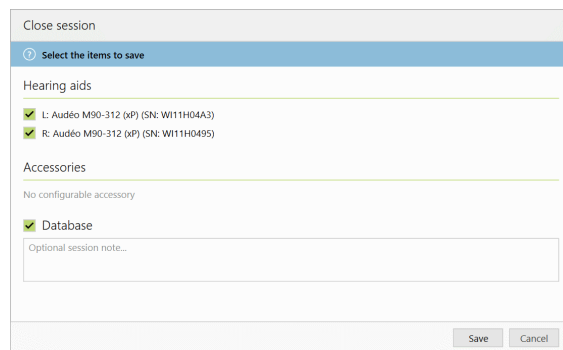 Close session
? Select the items to save
Hearing aids
L: Audéo M90-312 (xP) (SN: WI11H04A3)
R: Audéo M90-312 (xP) (SN: WI11H0495)
Accessories
No configurable accessory
Database
Optional session note...
Save Cancel